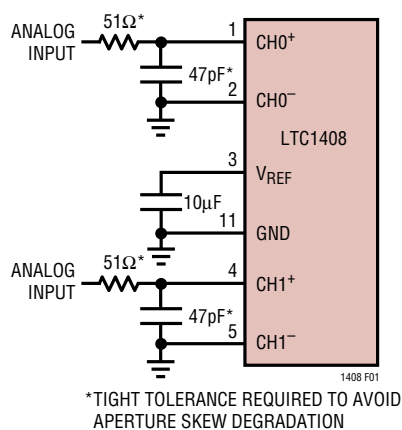 51Ω*
ANALOG
INPUT
1
CH0+
47pF*
2
CH0−
LTC1408
3
VREF
10µF
11
GND
51Ω*
ANALOG
INPUT
4
CH1+
47pF*
5
CH1−
1408 F01
*TIGHT TOLERANCE REQUIRED TO AVOID
APERTURE SKEW DEGRADATION